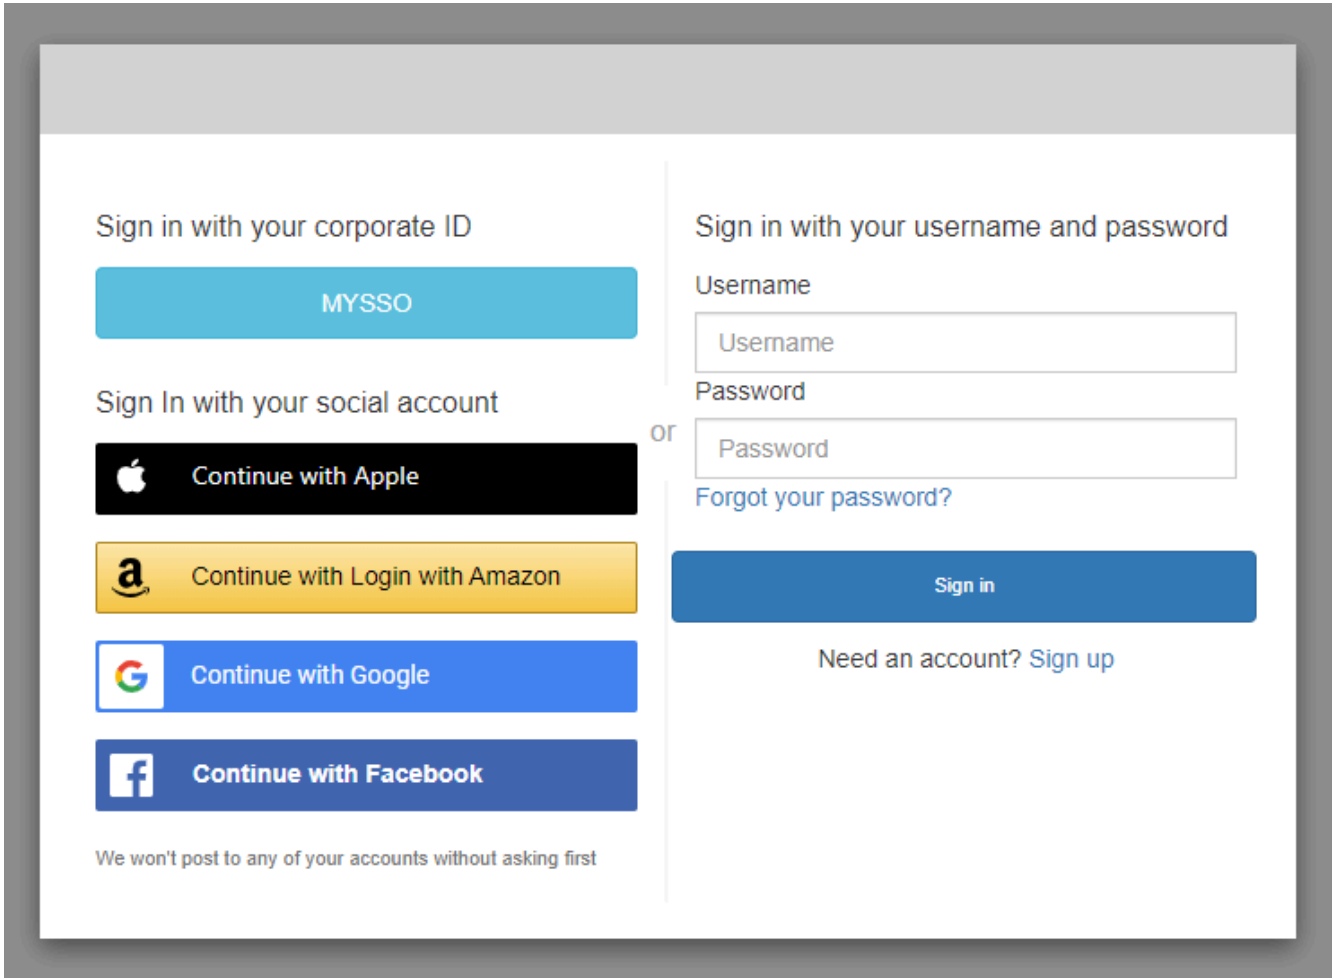 Sign in with your corporate ID
MYSSO
Sign In with your social account
Continue with Apple
Continue with Login with Amazon
Continue with Google
Continue with Facebook
We won't post to any of your accounts without asking first
or
Sign in with your username and password
Username
Username
Password
Password
Forgot your password?
Sign in
Need an account? Sign up